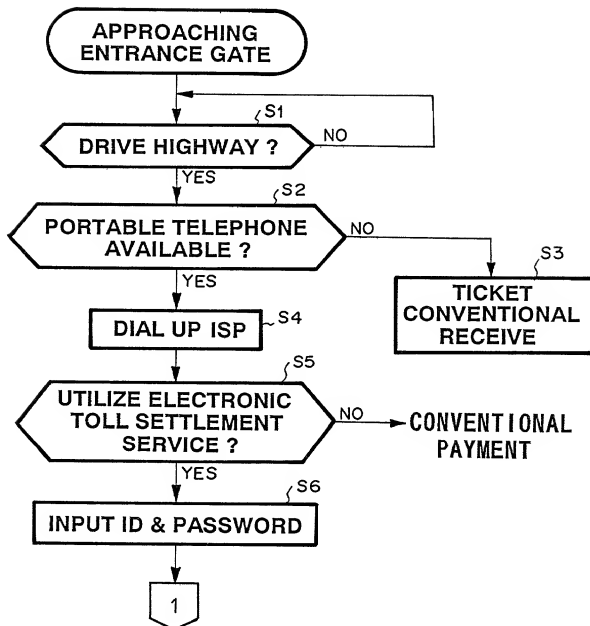 APPROACHING
ENTRANCE GATE
S1
DRIVE HIGHWAY ?
NO
YES
S2
PORTABLE TELEPHONE
AVAILABLE ?
NO
YES
S3
TICKET
CONVENTIONAL
RECEIVE
S4
DIAL UP ISP
S5
UTILIZE ELECTRONIC
TOLL SETTLEMENT
SERVICE ?
NO
CONVENTIONAL
PAYMENT
YES
S6
INPUT ID & PASSWORD
1